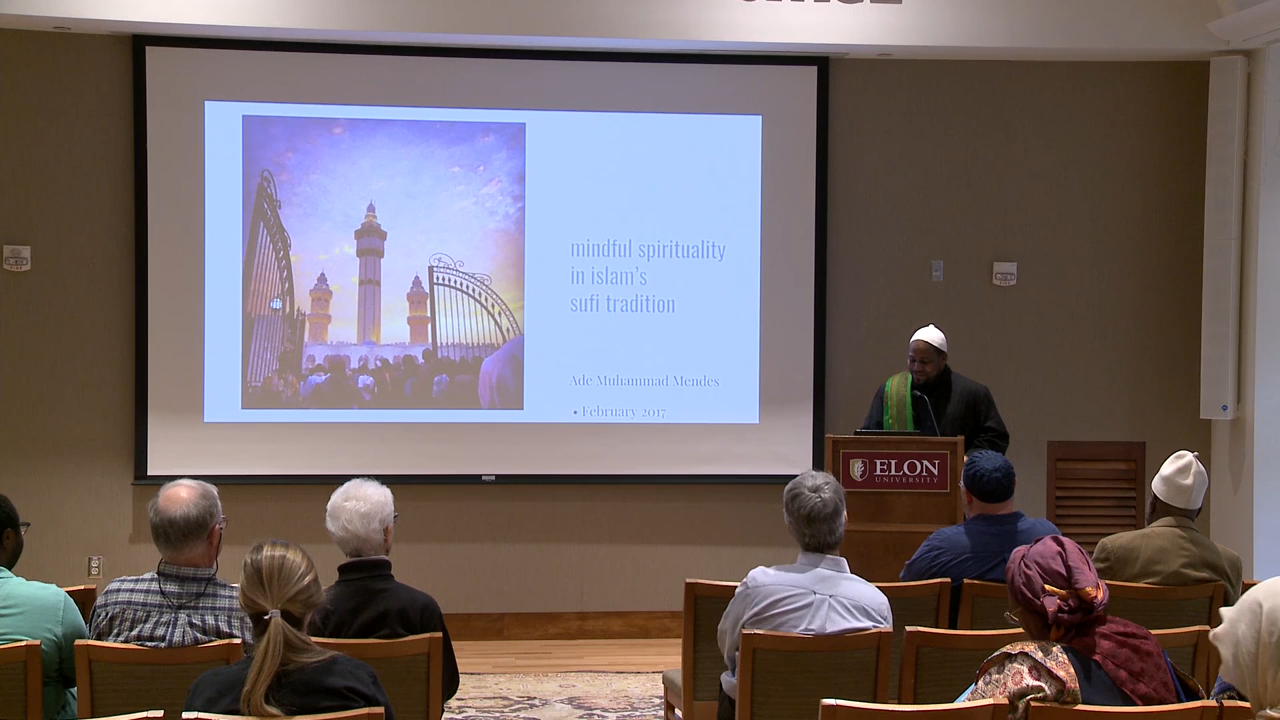 mindful spirituality
in islam's
sufi tradition
Ade Muhammad Mendes
• February 2017
ELON
UNIVERSITY